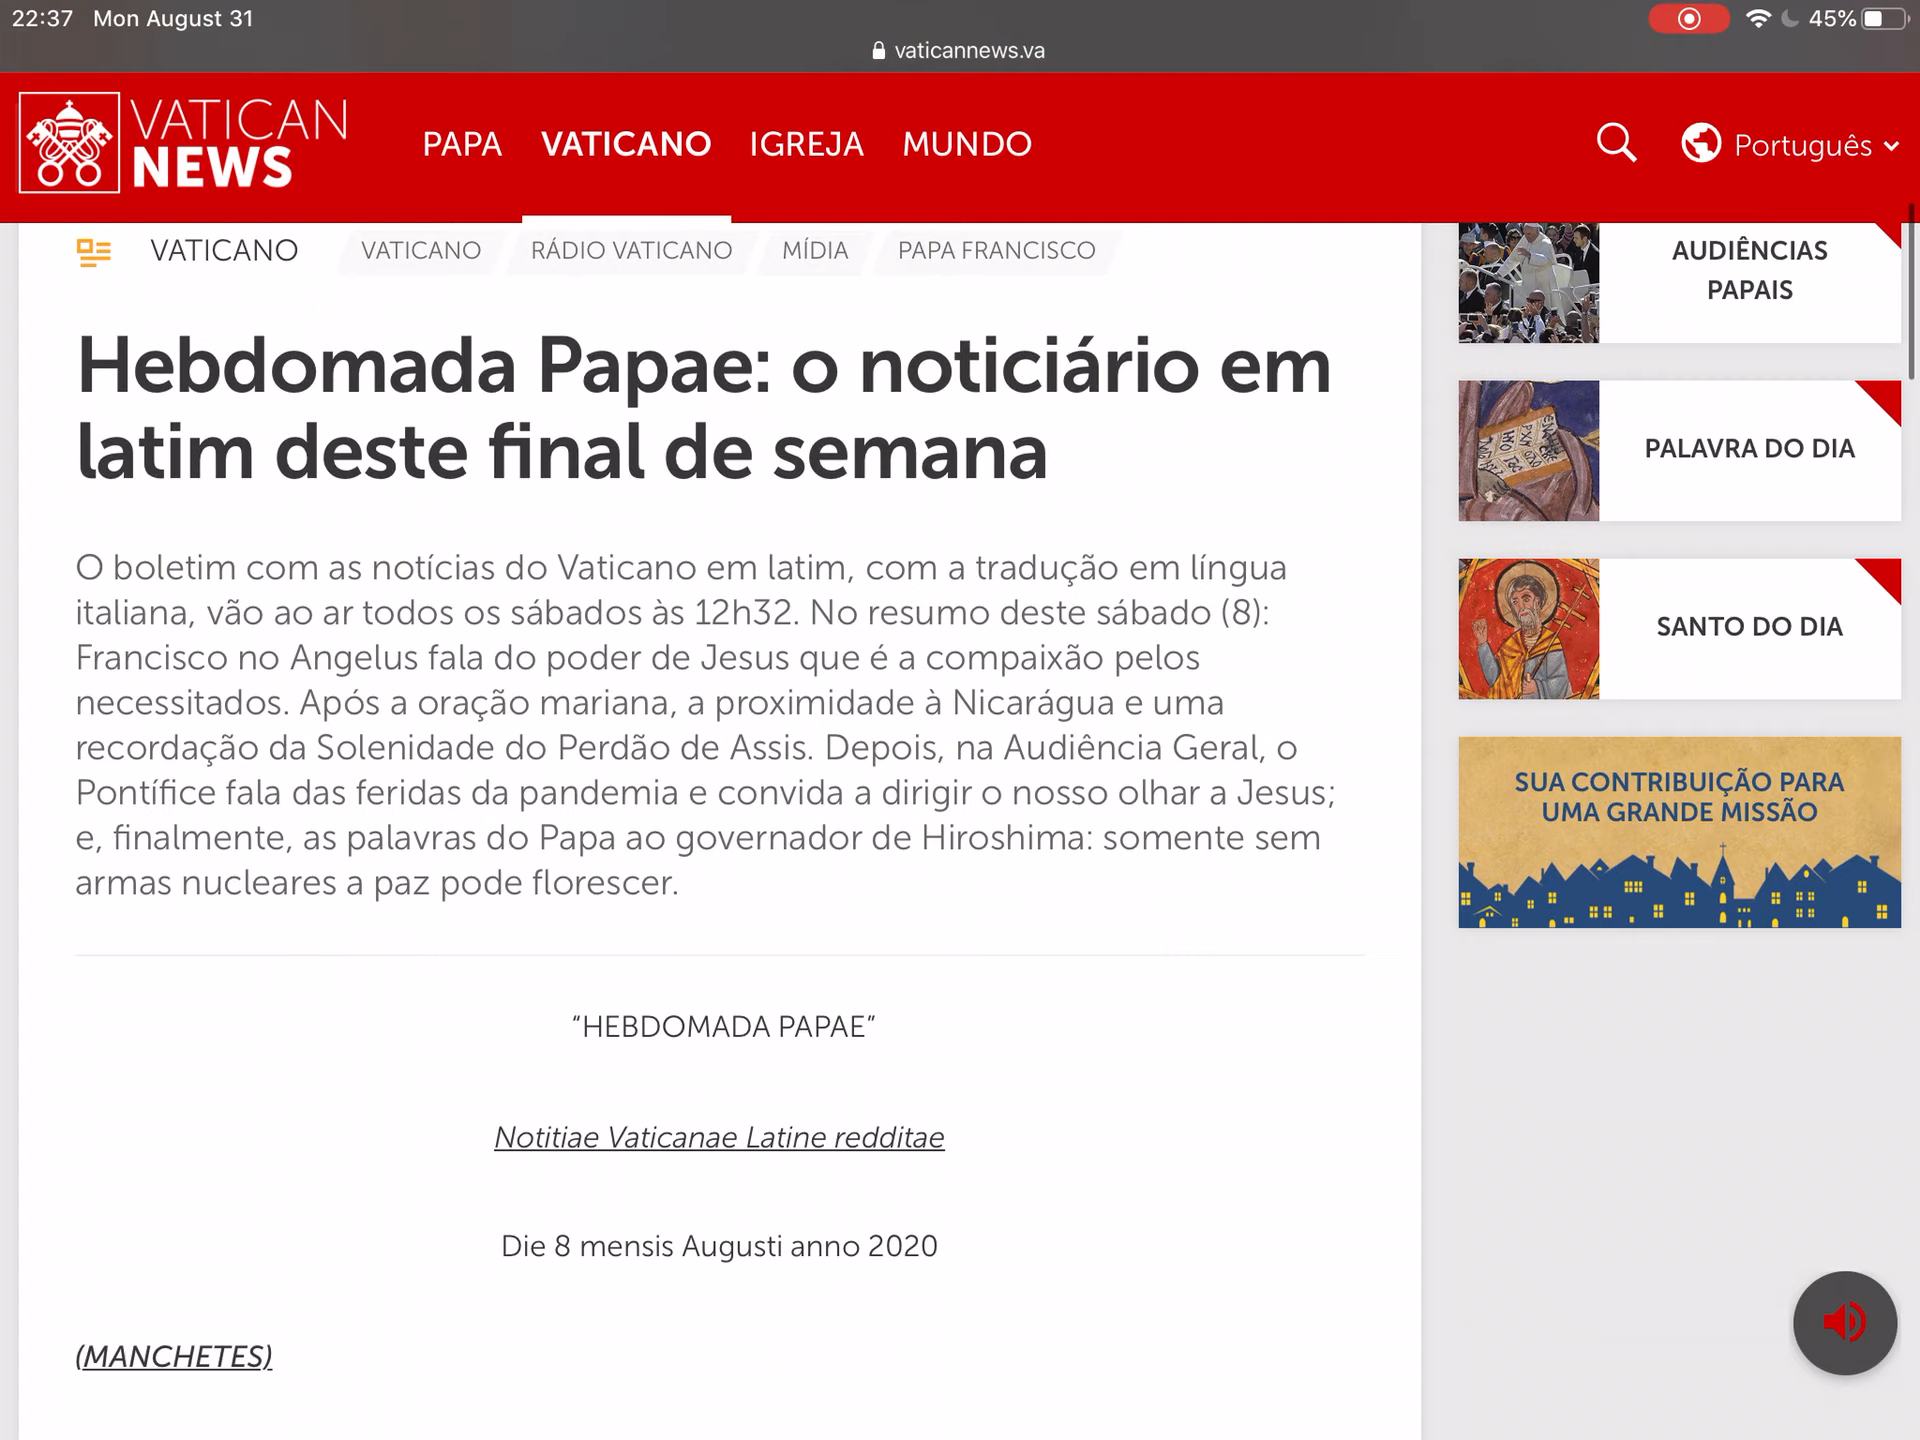 22:37 Mon August 31
45%
vaticannews.va
VATICAN
NEWS
PAPA VATICANO IGREJA MUNDO
Português
VATICANO VATICANO RÁDIO VATICANO MÍDIA PAPA FRANCISCO
Hebdomada Papae: o noticiário em
latim deste final de semana
O boletim com as notícias do Vaticano em latim, com a tradução em língua
italiana, vão ao ar todos os sábados às 12h32. No resumo deste sábado (8):
Francisco no Angelus fala do poder de Jesus que é a compaixão pelos
necessitados. Após a oração mariana, a proximidade à Nicarágua e uma
recordação da Solenidade do Perdão de Assis. Depois, na Audiência Geral, o
Pontífice fala das feridas da pandemia e convida a dirigir o nosso olhar a Jesus;
e, finalmente, as palavras do Papa ao governador de Hiroshima: somente sem
armas nucleares a paz pode florescer.
“HEBDOMADA PAPAE”
Notitiae Vaticanae Latine redditae
Die 8 mensis Augusti anno 2020
(MANCHETES)
AUDIÊNCIAS
PAPAIS
PALAVRA DO DIA
SANTO DO DIA
SUA CONTRIBUIÇÃO PARA
UMA GRANDE MISSÃO